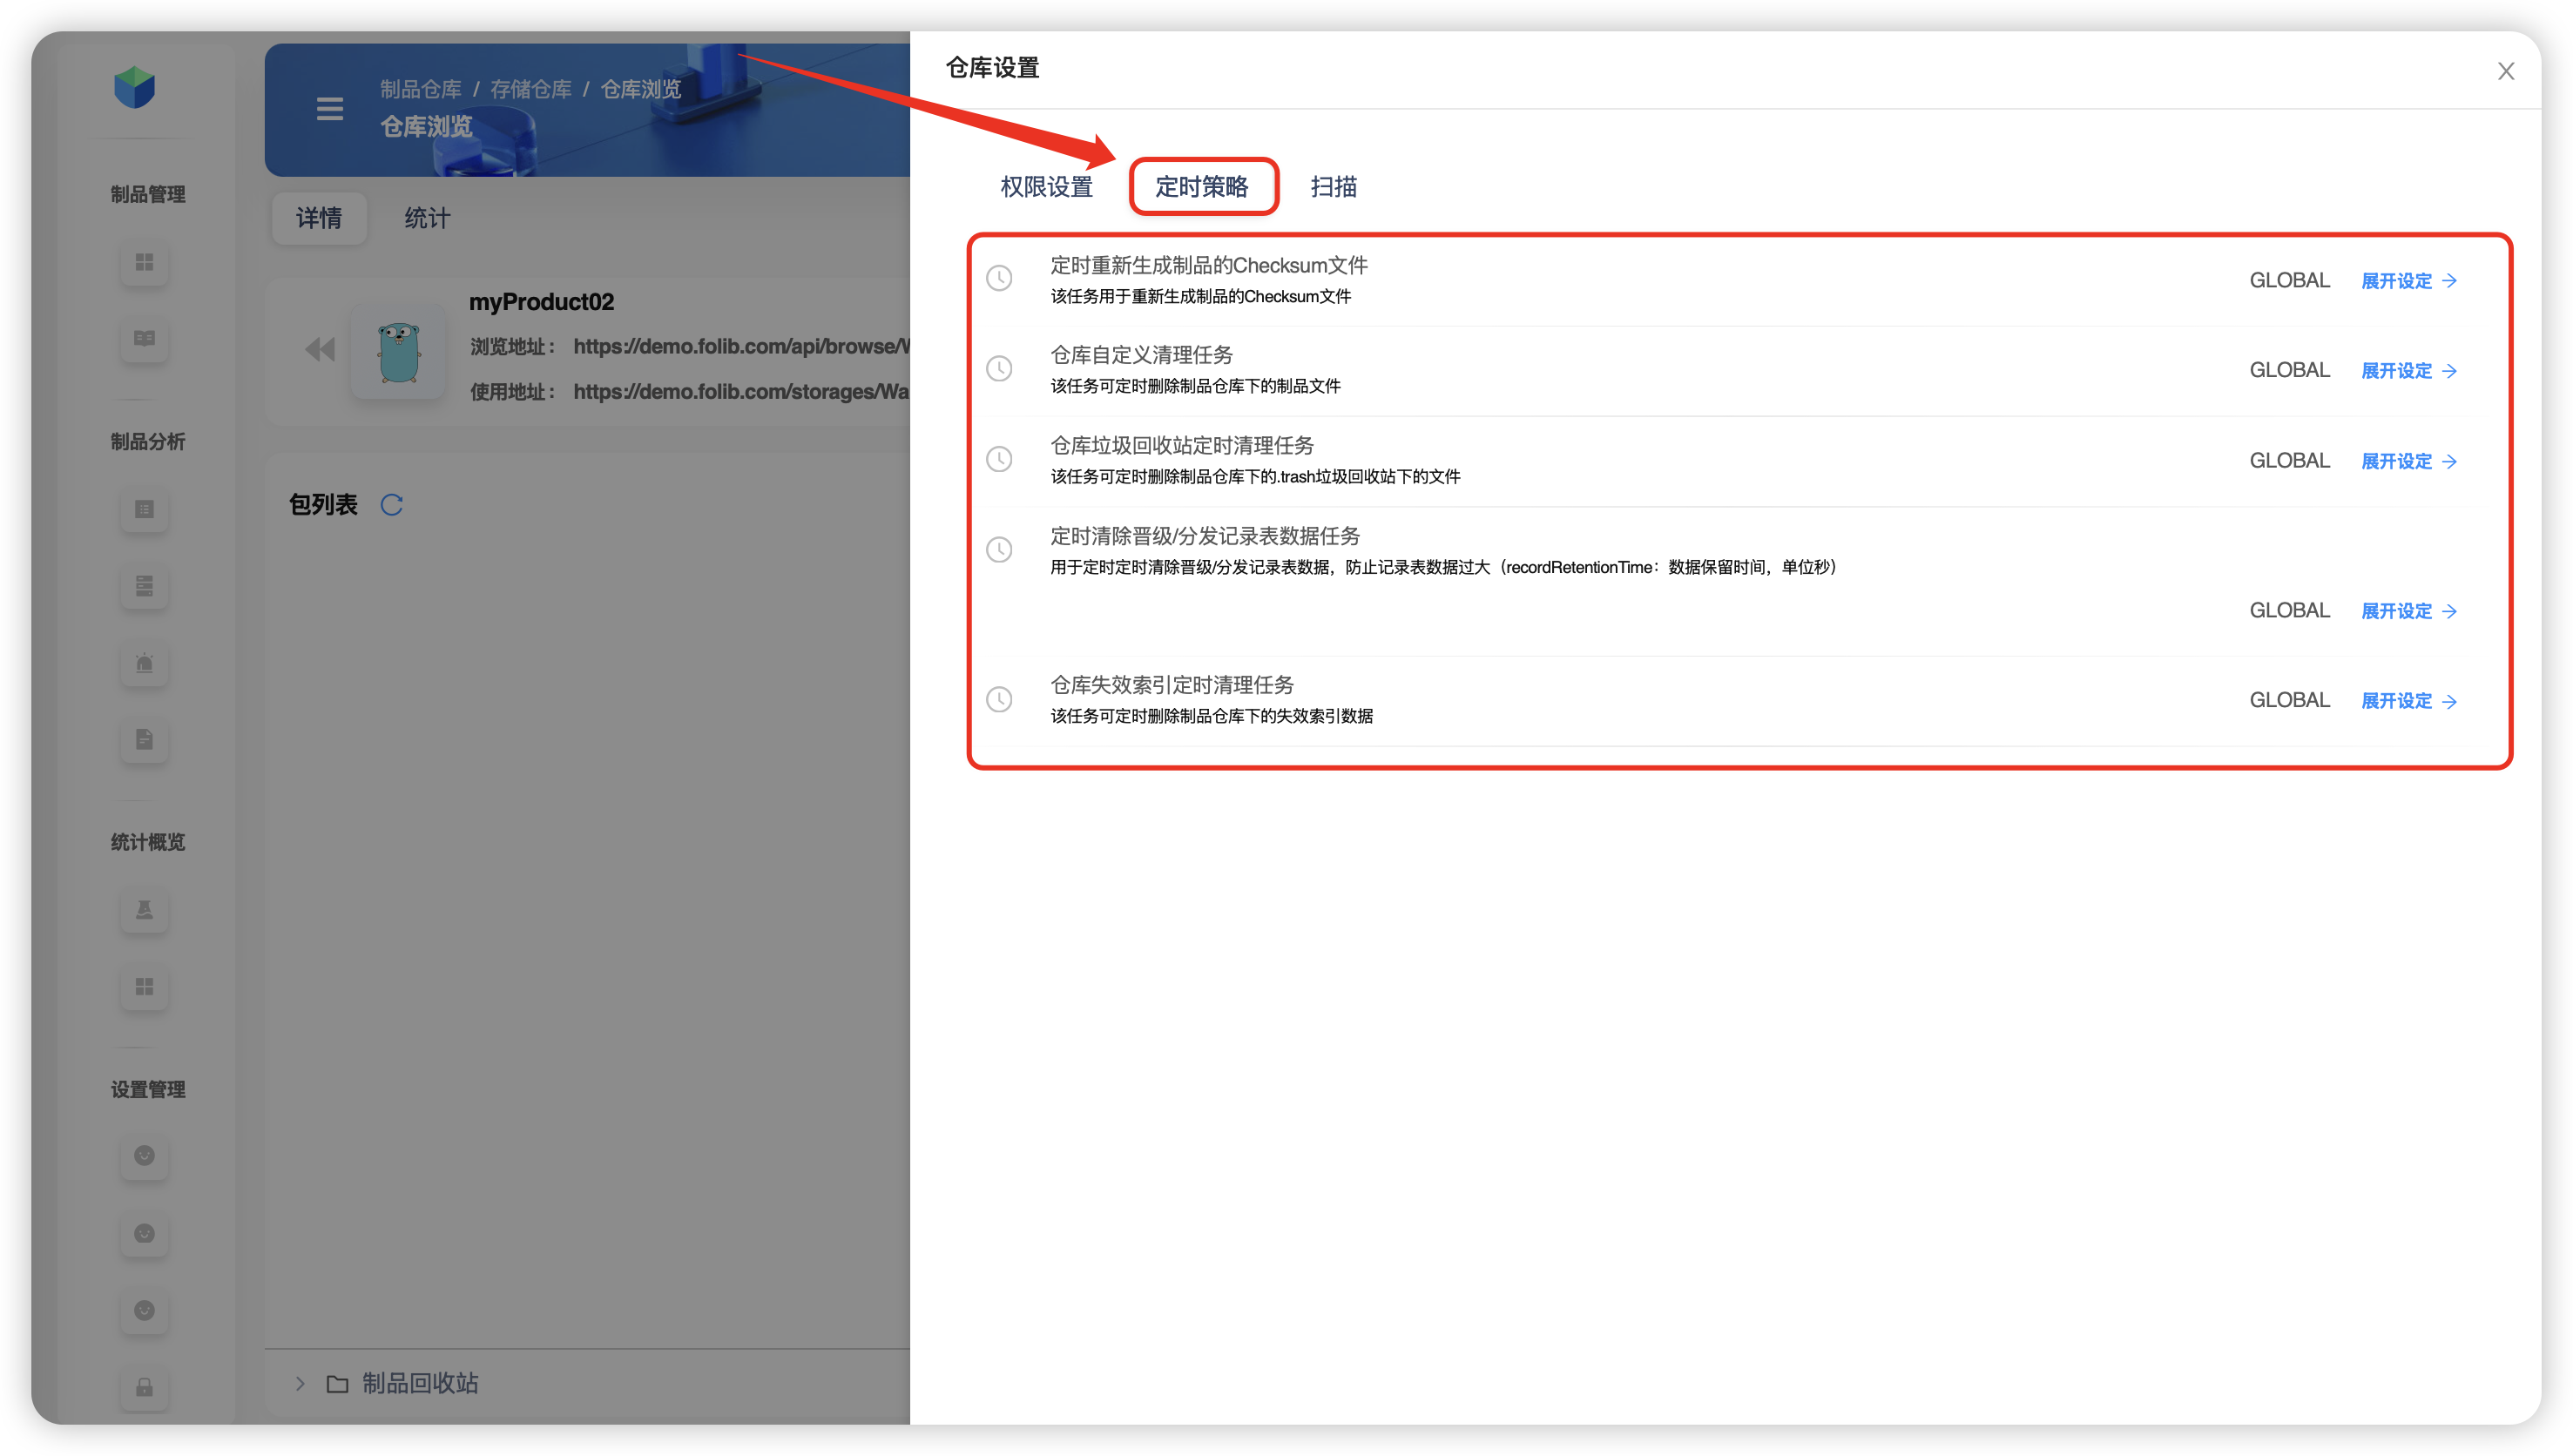 制品管理
制品分析
统计概览
设置管理
制品仓库 / 存储仓库 / 仓库浏览
仓库浏览
详情
统计
myProduct02
浏览地址： https://demo.folib.com/api/browse/W
使用地址： https://demo.folib.com/storages/Wa
包列表
制品回收站
仓库设置
权限设置
定时策略
扫描
定时重新生成制品的Checksum文件
该任务用于重新生成制品的Checksum文件
GLOBAL 展开设定
仓库自定义清理任务
该任务可定时删除制品仓库下的制品文件
GLOBAL 展开设定
仓库垃圾回收站定时清理任务
该任务可定时删除制品仓库下的.trash垃圾回收站下的文件
GLOBAL 展开设定
定时清除晋级/分发记录表数据任务
用于定时定时清除晋级/分发记录表数据，防止记录表数据过大（recordRetentionTime：数据保留时间，单位秒）
GLOBAL 展开设定
仓库失效索引定时清理任务
该任务可定时删除制品仓库下的失效索引数据
GLOBAL 展开设定